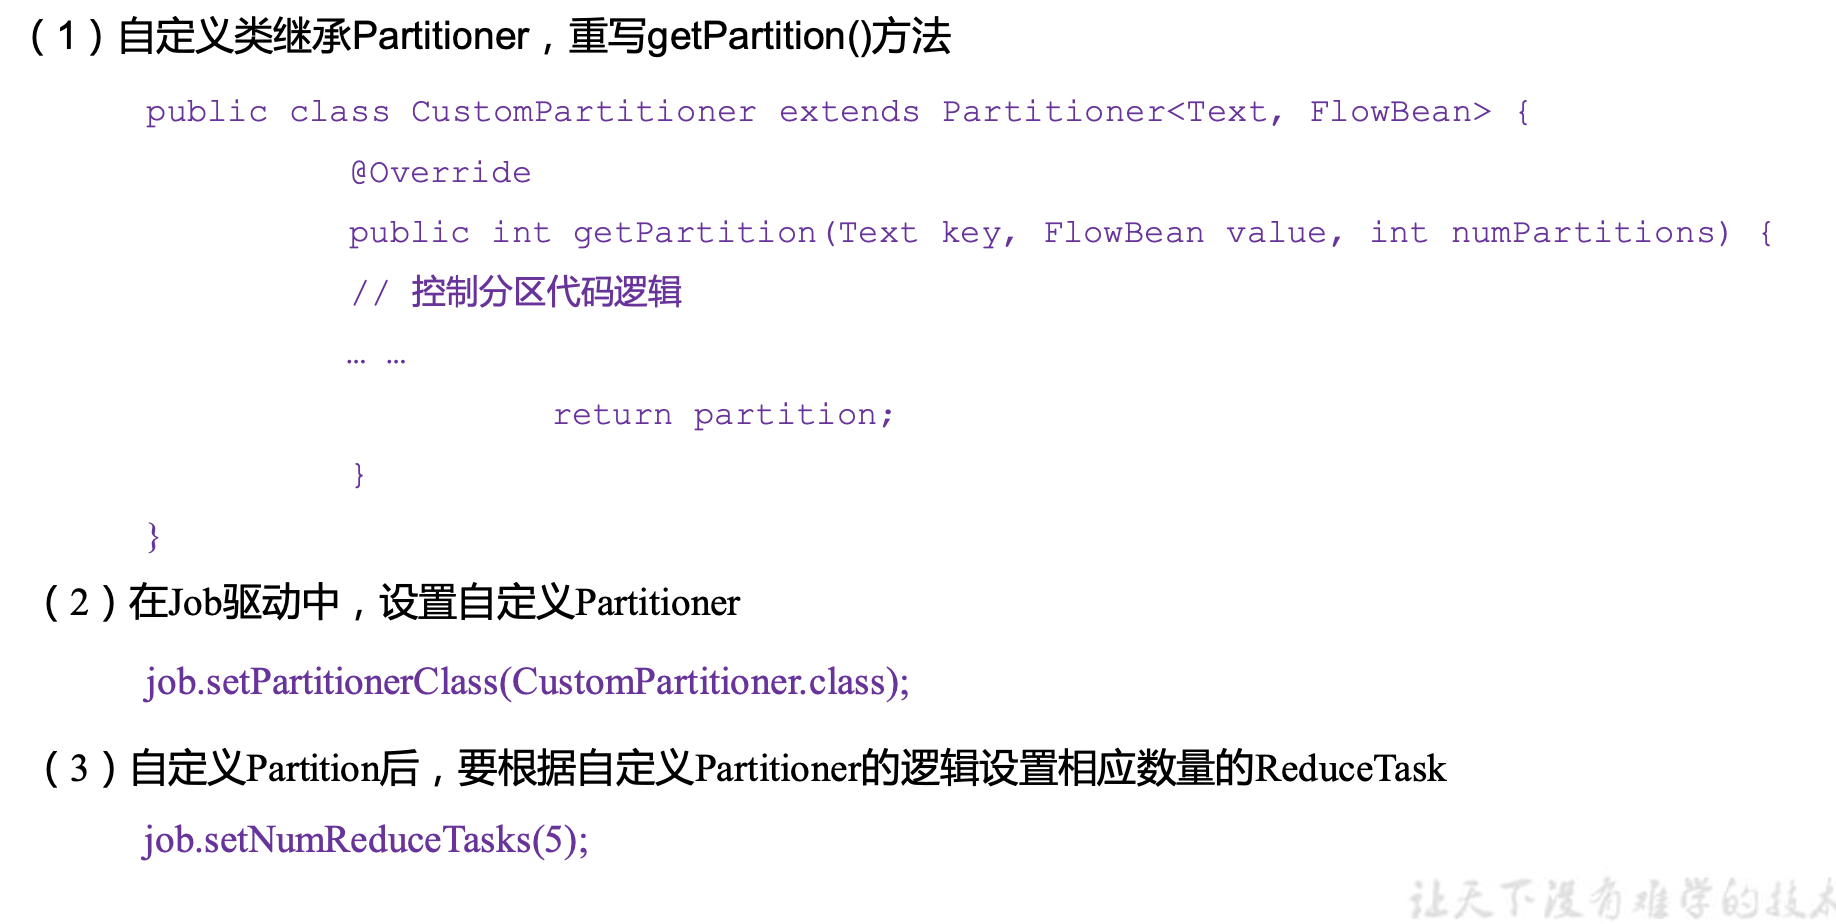 （1）自定义类继承Partitioner，重写getPartition()方法
public class CustomPartitioner extends Partitioner<Text, FlowBean> {
@Override
public int getPartition(Text key, FlowBean value, int numPartitions) {
// 控制分区代码逻辑
… …
return partition;
}
}
（2）在Job驱动中，设置自定义Partitioner
job.setPartitionerClass(CustomPartitioner.class);
（3）自定义Partition后，要根据自定义Partitioner的逻辑设置相应数量的ReduceTask
job.setNumReduceTasks(5);
让天下没有难学的技术